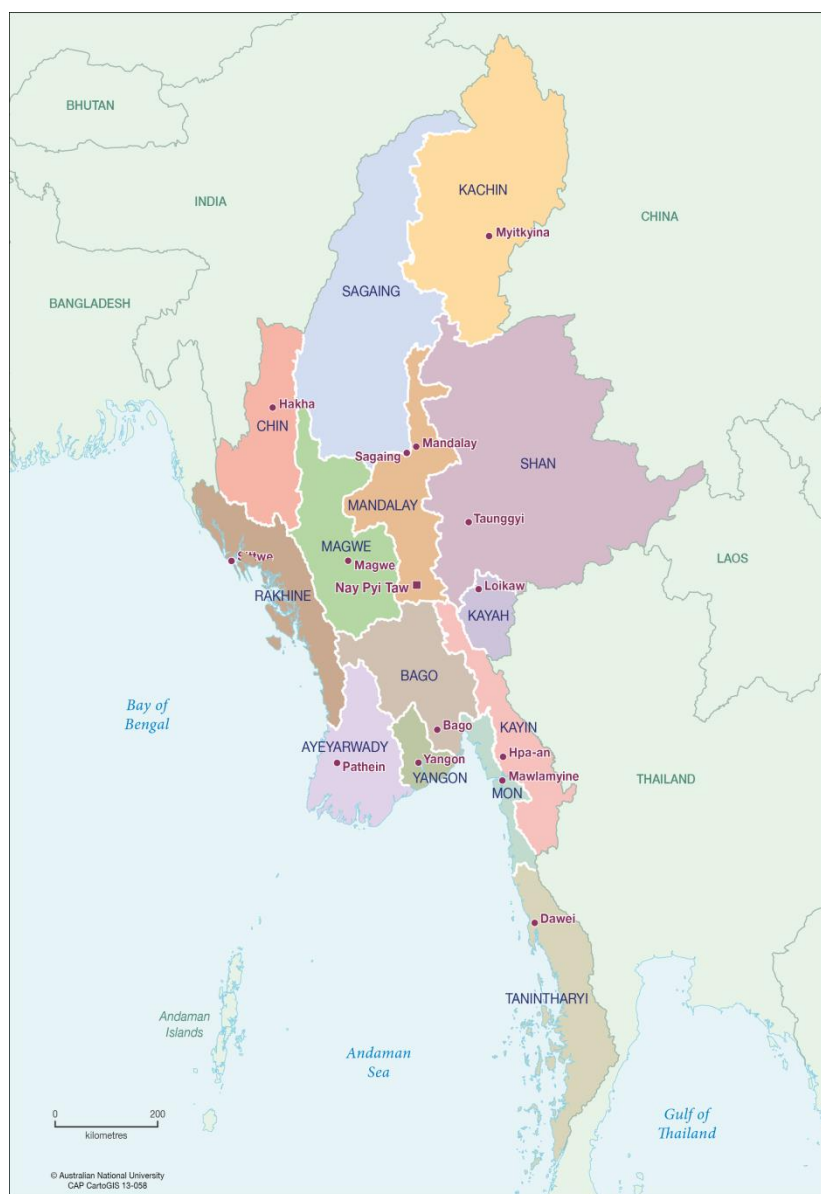 BHUTAN
KACHIN
INDIA
CHINA
Myitkyina
SAGAING
BANGLADESH
Hakha
CHIN
Mandalay
Sagaing
SHAN
MANDALAY
Taunggyi
MAGWE
LAOS
Magwe
Nay Pyi Taw
Loikaw
RAKHINE
KAYAH
BAGO
Bay of
Bengal
KAYIN
Bago
AYEYARWADY
Hpa-an
Pathein
Yangon
YANGON
Mawlamyine
THAILAND
MON
Dawei
TANINTHARYI
Andaman
Islands
Andaman
Sea
0 200
kilometres
Gulf of
Thailand
© Australian National University
CAP CartoGIS 13-058